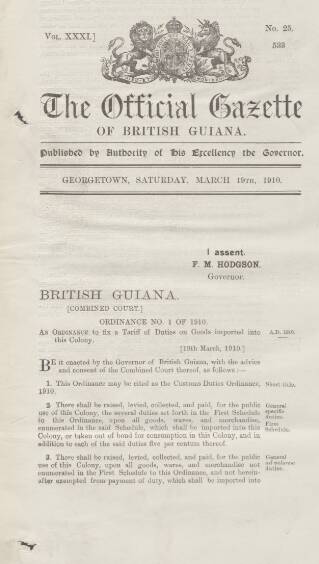 VOL. XXXI.]
No. 25.
533
The Official Gazette
OF BRITISH GUIANA.
Published by Authority of His Excellency the Governor.
GEORGETOWN, SATURDAY, MARCH 19TH, 1910.
I assent.
F. M. HODGSON.
Governor.
BRITISH GUIANA.
[COMBINED COURT.]
ORDINANCE NO. 1 OF 1910.
AN ORDINANCE to fix a Tariff of Duties on Goods imported into
this Colony.
A.D. 1910.
[19th March, 1910.]
BE it enacted by the Governor of British Guiana, with the advice
and consent of the Combined Court thereof, as follows :—
1. This Ordinance may be cited as the Customs Duties Ordinance,
1910.
Short title.
2. There shall be raised, levied, collected, and paid, for the public
use of this Colony, the several duties set forth in the First Schedule
to this Ordinance, upon all goods, wares, and merchandise,
enumerated in the said Schedule, which shall be imported into this
Colony, or taken out of bond for consumption in this Colony, and in
addition to each of the said duties five per centum thereof.
General
specific
duties.
First
Schedule.
3. There shall be raised, levied, collected, and paid, for the public
use of this Colony, upon all goods, wares, and merchandise not
enumerated in the First Schedule to this Ordinance, and not herein-
after exempted from payment of duty, which shall be imported into
General
ad valorem
duties.